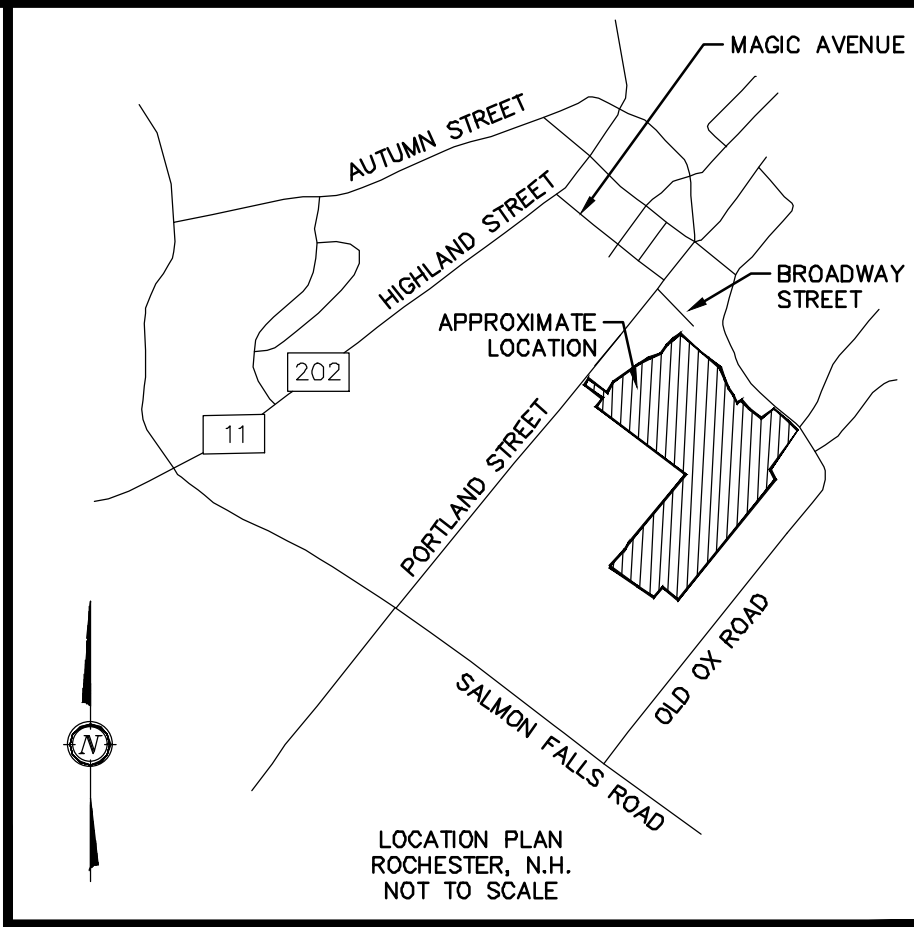 MAGIC AVENUE
AUTUMN STREET
HIGHLAND STREET
BROADWAY
STREET
APPROXIMATE
LOCATION
202
11
PORTLAND STREET
OLD OX ROAD
SALMON FALLS ROAD
N
LOCATION PLAN
ROCHESTER, N.H.
NOT TO SCALE